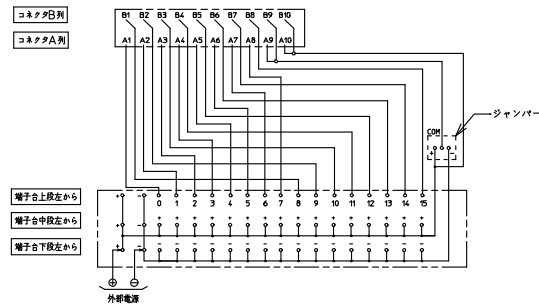 コネクタB列
コネクタA列
B1 B2 B3 B4 B5 B6 B7 B8 B9 B10
A1 A2 A3 A4 A5 A6 A7 A8 A9 A10
ジャンパー
COM
+ -
端子台上段左から
+ -
0 1 2 3 4 5 6 7 8 9 10 11 12 13 14 15
端子台中段左から
+ - + + + + + + + + + + + + + + + +
端子台下段左から
+ - - - - - - - - - - - - - - - - -
外部電源